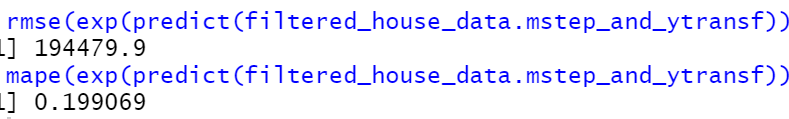 rmse(exp(predict(filtered_house_data.mstep_and_ytransf))
1] 194479.9
mape(exp(predict(filtered_house_data.mstep_and_ytransf))
1] 0.199069